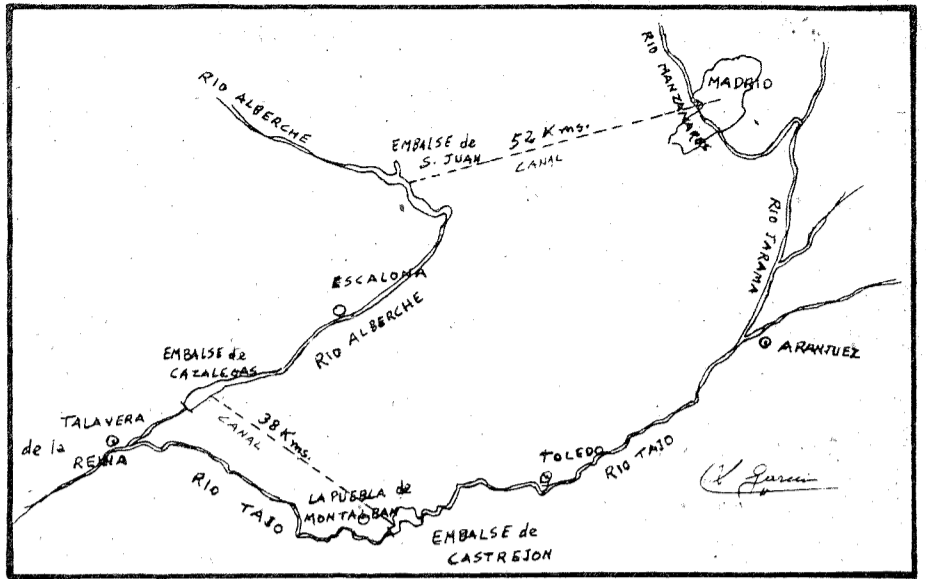 RIO ALBERCHE
EMBALSE de
S. JUAN
52 Kms.
CANAL
RIO MANZANARES
MADRID
RIO JARAMA
ESCALONA
RIO ALBERCHE
EMBALSE de
CAZALEGAS
ARANJUEZ
TALAVERA
de la
REINA
38 Kms.
CANAL
TOLEDO
RIO TAJO
RIO
TAJO
LA PUEBLA de
MONTALBAN
EMBALSE de
CASTREJON